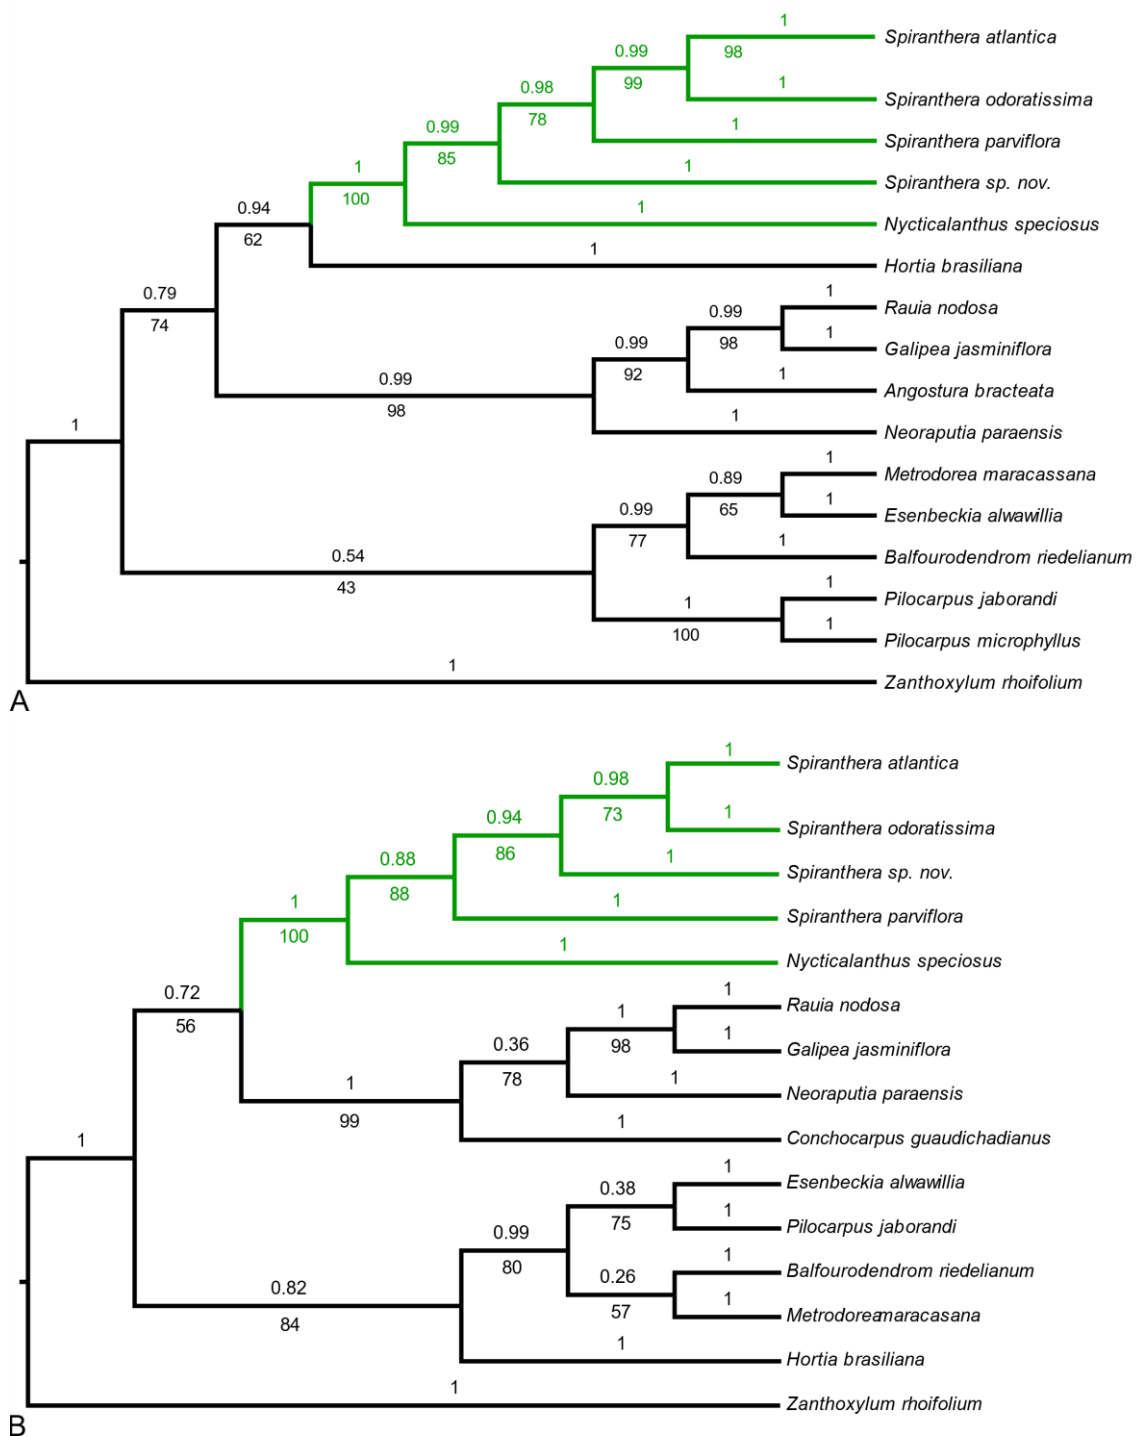 1
Spiranthera atlantica
0.99
98
0.98
99
1
Spiranthera odoratissima
0.99
78
1
Spiranthera parviflora
1
85
1
Spiranthera sp. nov.
0.94
100
1
Nycticalanthus speciosus
62
1
Hortia brasiliana
0.79
74
1
Rauia nodosa
0.99
98
1
Galipea jasminiflora
0.99
92
1
Angostura bracteata
0.99
98
1
Neoraputia paraensis
1
1
Metrodorea maracassana
0.89
65
1
Esenbeckia alwawillia
0.99
77
1
Balfourodendrom riedelianum
0.54
43
1
Pilocarpus jaborandi
1
100
1
Pilocarpus microphyllus
1
Zanthoxylum rhoifolium
A
1
Spiranthera atlantica
0.98
73
1
Spiranthera odoratissima
0.94
86
1
Spiranthera sp. nov.
0.88
88
1
Spiranthera parviflora
1
100
1
Nycticalanthus speciosus
0.72
56
1
Rauia nodosa
1
98
1
Galipea jasminiflora
0.36
78
1
Neoraputia paraensis
1
99
1
Conchocarpus guaudichadianus
1
1
Esenbeckia alwawillia
0.38
75
1
Pilocarpus jaborandi
0.99
80
1
Balfourodendrom riedelianum
0.26
57
1
Metrodoreamaracasana
0.82
84
1
Hortia brasiliana
1
Zanthoxylum rhoifolium
B